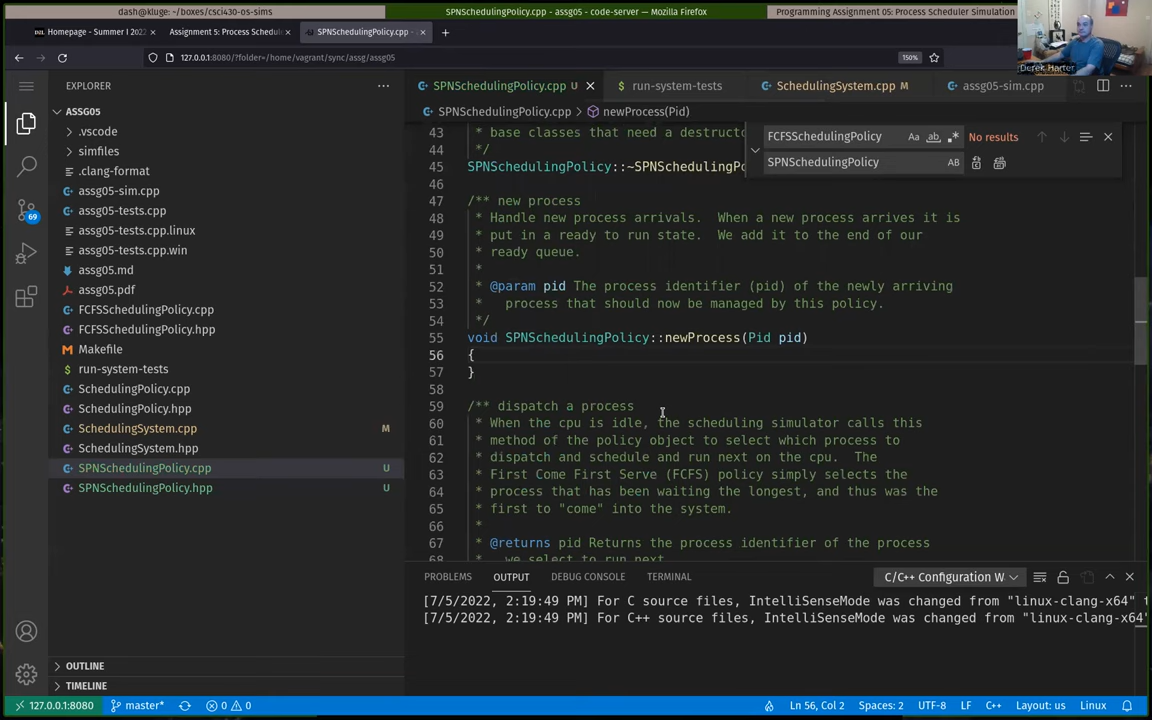 dash@kluge: ~/boxes/csci430-os-sims
SPNSchedulingPolicy.cpp - assg05 - code-server — Mozilla Firefox
Programming Assignment 05: Process Scheduler Simulation
Homepage - Summer I 2022
Assignment 5: Process Schedule
SPNSchedulingPolicy.cpp - ass
127.0.0.1:8080/?folder=/home/vagrant/sync/assg/assg05
150%
Derek Harter
EXPLORER
ASSG05
.vscode
simfiles
.clang-format
assg05-sim.cpp
assg05-tests.cpp
assg05-tests.cpp.linux
assg05-tests.cpp.win
assg05.md
assg05.pdf
FCFSSchedulingPolicy.cpp
FCFSSchedulingPolicy.hpp
Makefile
run-system-tests
SchedulingPolicy.cpp
SchedulingPolicy.hpp
SchedulingSystem.cpp M
SchedulingSystem.hpp
SPNSchedulingPolicy.cpp U
SPNSchedulingPolicy.hpp U
OUTLINE
TIMELINE
69
SPNSchedulingPolicy.cpp U
run-system-tests
SchedulingSystem.cpp M
assg05-sim.cpp
SPNSchedulingPolicy.cpp > newProcess(Pid)
FCFSSchedulingPolicy Aa ab No results
SPNSchedulingPolicy AB
43 * base classes that need a destructo
44 */
45 SPNSchedulingPolicy::~SPNSchedulingPo
46
47 /** new process
48 * Handle new process arrivals.  When a new process arrives it is
49 * put in a ready to run state.  We add it to the end of our
50 * ready queue.
51 *
52 * @param pid The process identifier (pid) of the newly arriving
53 *   process that should now be managed by this policy.
54 */
55 void SPNSchedulingPolicy::newProcess(Pid pid)
56 {
57 }
58
59 /** dispatch a process
60 * When the cpu is idle, the scheduling simulator calls this
61 * method of the policy object to select which process to
62 * dispatch and schedule and run next on the cpu.  The
63 * First Come First Serve (FCFS) policy simply selects the
64 * process that has been waiting the longest, and thus was the
65 * first to "come" into the system.
66 *
67 * @returns pid Returns the process identifier of the process
68 *   we select to run next.
PROBLEMS OUTPUT DEBUG CONSOLE TERMINAL
C/C++ Configuration W
[7/5/2022, 2:19:49 PM] For C source files, IntelliSenseMode was changed from "linux-clang-x64" t
[7/5/2022, 2:19:49 PM] For C++ source files, IntelliSenseMode was changed from "linux-clang-x64"
127.0.0.1:8080 master* 0 0 Ln 56, Col 2 Spaces: 2 UTF-8 LF C++ Layout: us Linux